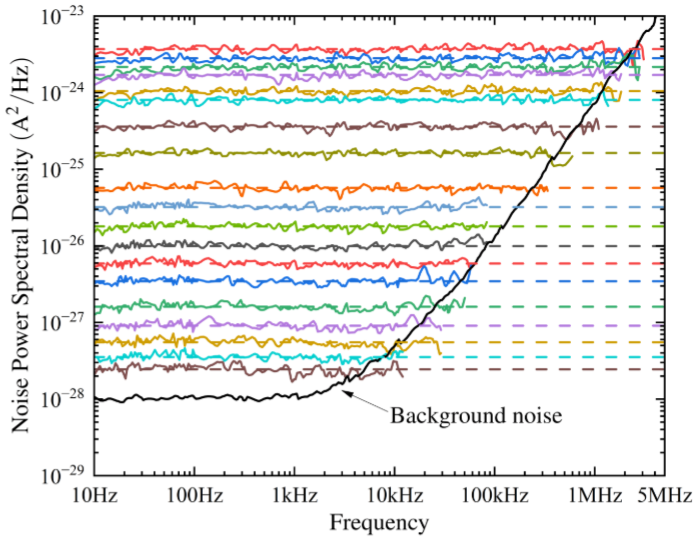 10⁻²³
10⁻²⁴
10⁻²⁵
10⁻²⁶
10⁻²⁷
10⁻²⁸
10⁻²⁹
Noise Power Spectral Density (A²/Hz)
Background noise
10Hz 100Hz 1kHz 10kHz 100kHz 1MHz 5MHz
Frequency